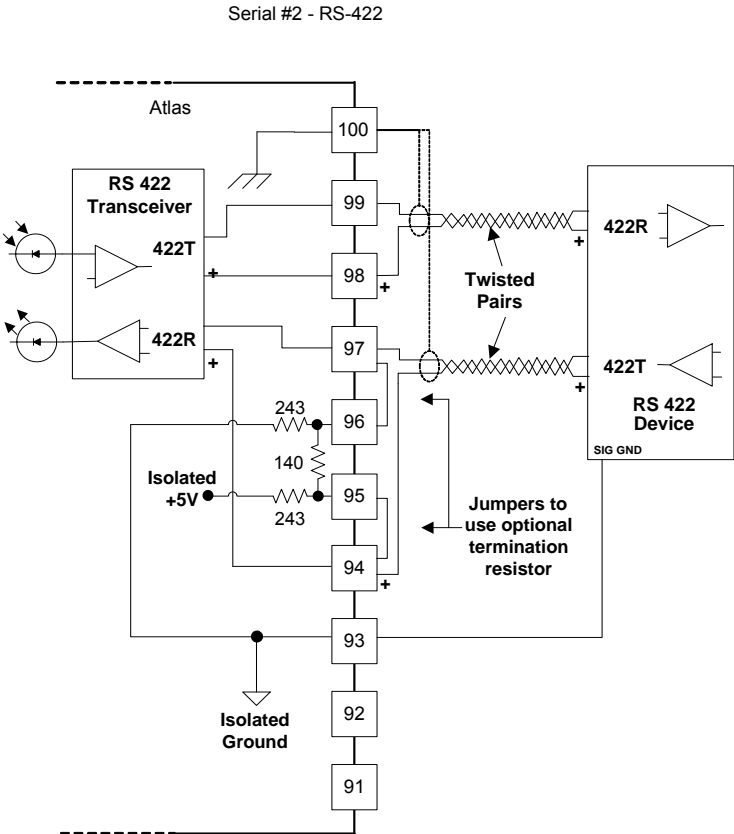 Serial #2 - RS-422
Atlas
100
RS 422
Transceiver
99
422T
422R
+
98
+
+
Twisted
Pairs
97
422R
422T
+
+
RS 422
Device
243
96
140
SIG GND
Isolated
+5V
95
243
Jumpers to
use optional
termination
resistor
94
+
93
92
Isolated
Ground
91